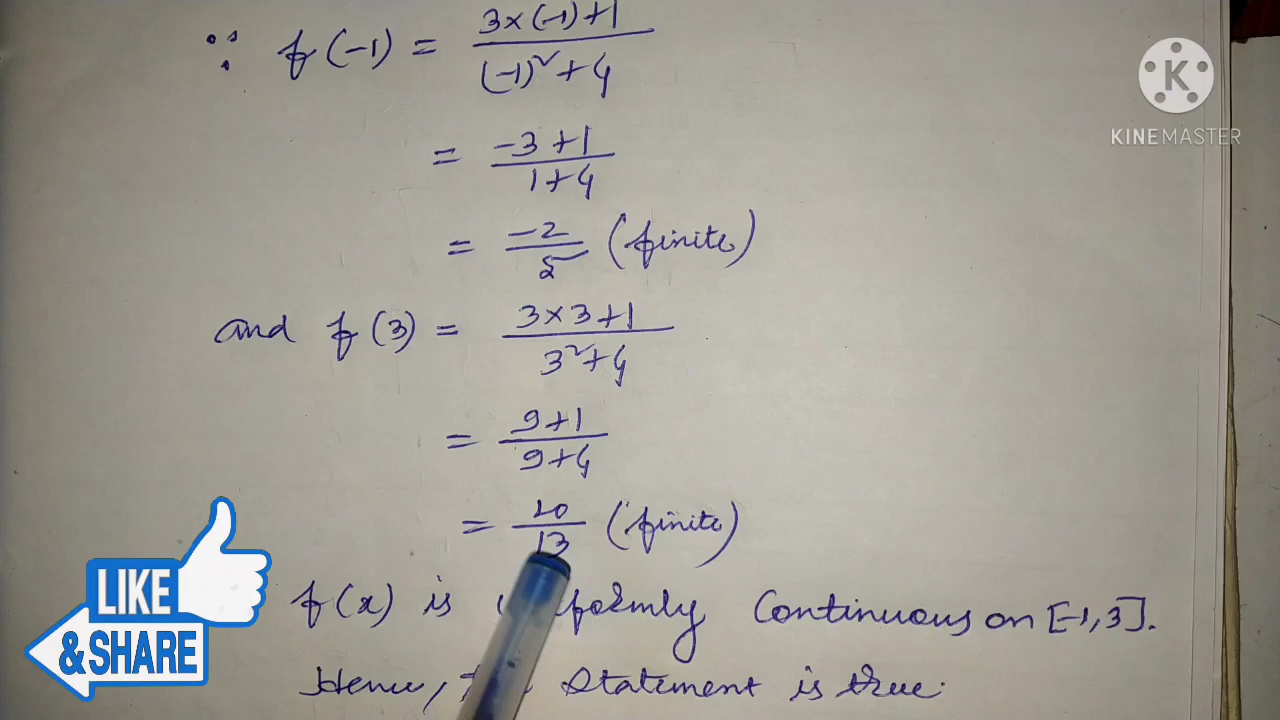 ∵ f(-1) = 3×(-1)+1 / (-1)²+4
= -3+1 / 1+4
= -2/5 (finite)
and f(3) = 3×3+1 / 3²+4
= 9+1 / 9+4
= 10/13 (finite)
f(x) is continuous on [-1,3].
Hence, statement is true.
KINEMASTER
LIKE
&SHARE